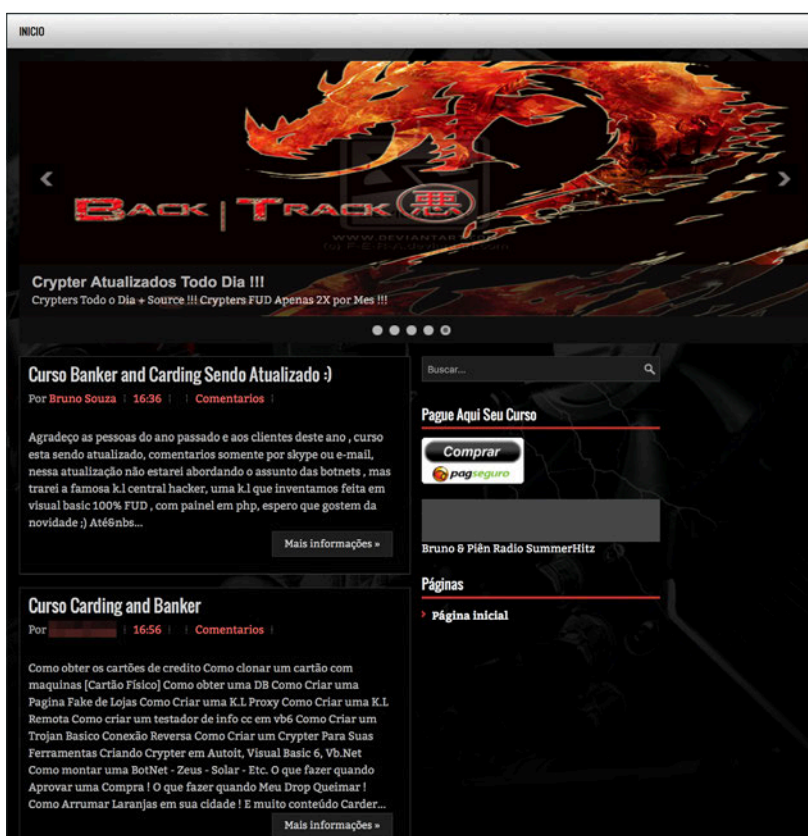 INICIO
BACK | TRACK 悪
WWW.DEVIANTART
Crypter Atualizados Todo Dia !!!
Crypters Todo o Dia + Source !!! Crypters FUD Apenas 2X por Mes !!!
Curso Banker and Carding Sendo Atualizado :)
Por Bruno Souza | 16:36 | | Comentarios |
Agradeço as pessoas do ano passado e aos clientes deste ano , curso
esta sendo atualizado, comentarios somente por skype ou e-mail,
nessa atualização não estarei abordando o assunto das botnets , mas
trarei a famosa k.l central hacker, uma k.l que inventamos feita em
visual basic 100% FUD , com painel em php, espero que gostem da
novidade ;) Até&nbs...
Mais informações »
Buscar...
Pague Aqui Seu Curso
Comprar
pagseguro
Bruno & Piên Radio SummerHitz
Páginas
Página inicial
Curso Carding and Banker
Por | 16:56 | | Comentarios |
Como obter os cartões de credito Como clonar um cartão com
maquinas [Cartão Físico] Como obter uma DB Como Criar uma
Pagina Fake de Lojas Como Criar uma K.L Proxy Como Criar uma K.L
Remota Como criar um testador de info cc em vb6 Como Criar um
Trojan Basico Conexão Reversa Como Criar um Crypter Para Suas
Ferramentas Criando Crypter em Autoit, Visual Basic 6, Vb.Net
Como montar uma BotNet - Zeus - Solar - Etc. O que fazer quando
Aprovar uma Compra ! O que fazer quando Meu Drop Queimar !
Como Arrumar Laranjas em sua cidade ! E muito conteúdo Carder...
Mais informações »